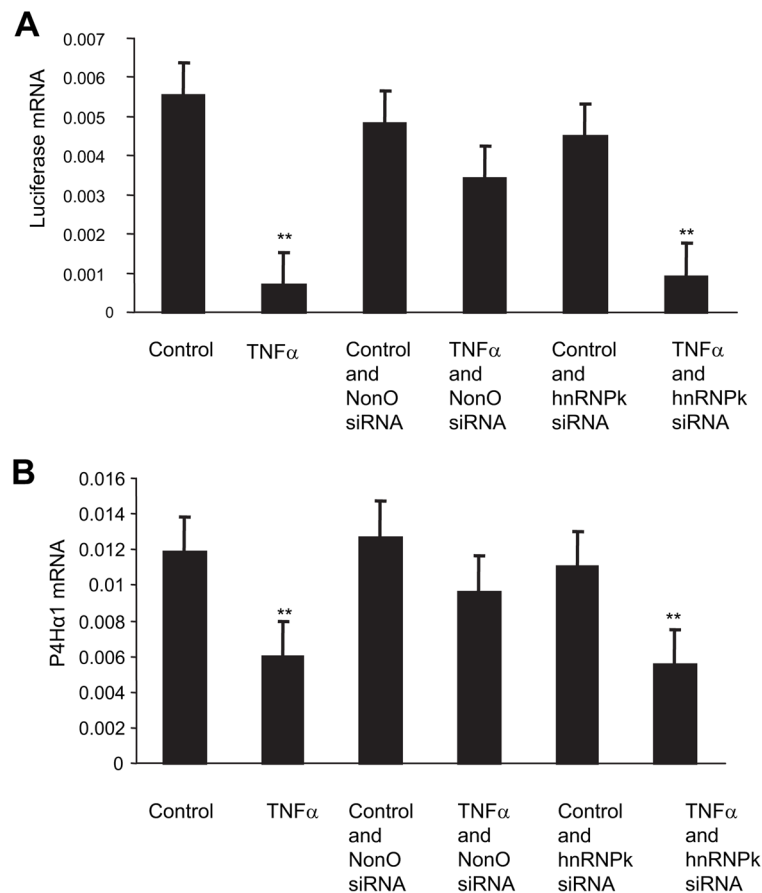 A
Luciferase mRNA
0.007
0.006
0.005
0.004
0.003
0.002
0.001
0
**
**
Control
TNFα
Control
and
NonO
siRNA
TNFα
and
NonO
siRNA
Control
and
hnRNPk
siRNA
TNFα
and
hnRNPk
siRNA
B
P4Hα1 mRNA
0.016
0.014
0.012
0.01
0.008
0.006
0.004
0.002
0
**
**
Control
TNFα
Control
and
NonO
siRNA
TNFα
and
NonO
siRNA
Control
and
hnRNPk
siRNA
TNFα
and
hnRNPk
siRNA